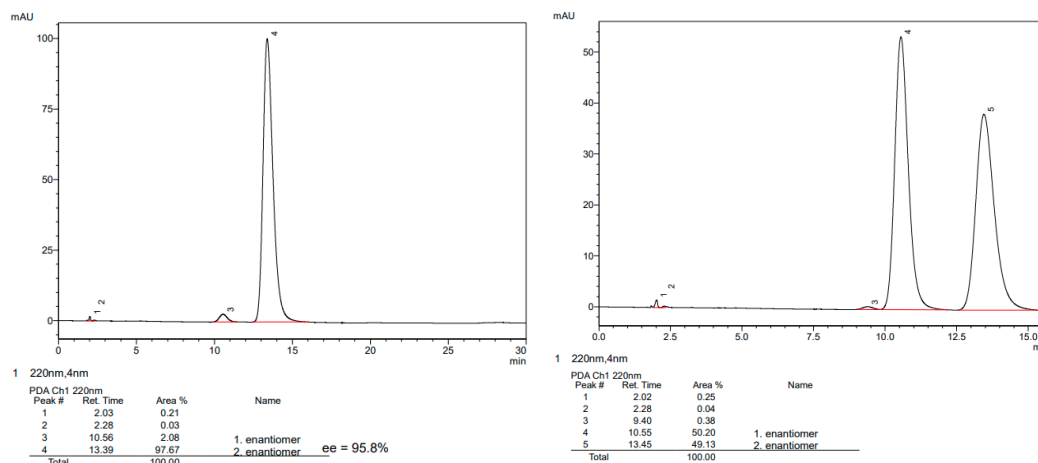 mAU
100
75
50
25
0
1
2
3
4
0 5 10 15 20 25 30
min
1 220nm,4nm
PDA Ch1 220nm
Peak # Ret. Time Area % Name
1 2.03 0.21
2 2.28 0.03
3 10.56 2.08 1. enantiomer
4 13.39 97.67 2. enantiomer ee = 95.8%
Total 100.00
mAU
50
40
30
20
10
0
1
2
3
4
5
0.0 2.5 5.0 7.5 10.0 12.5 15.0
1 220nm,4nm
PDA Ch1 220nm
Peak # Ret. Time Area % Name
1 2.02 0.25
2 2.28 0.04
3 9.40 0.38
4 10.55 50.20 1. enantiomer
5 13.45 49.13 2. enantiomer
Total 100.00